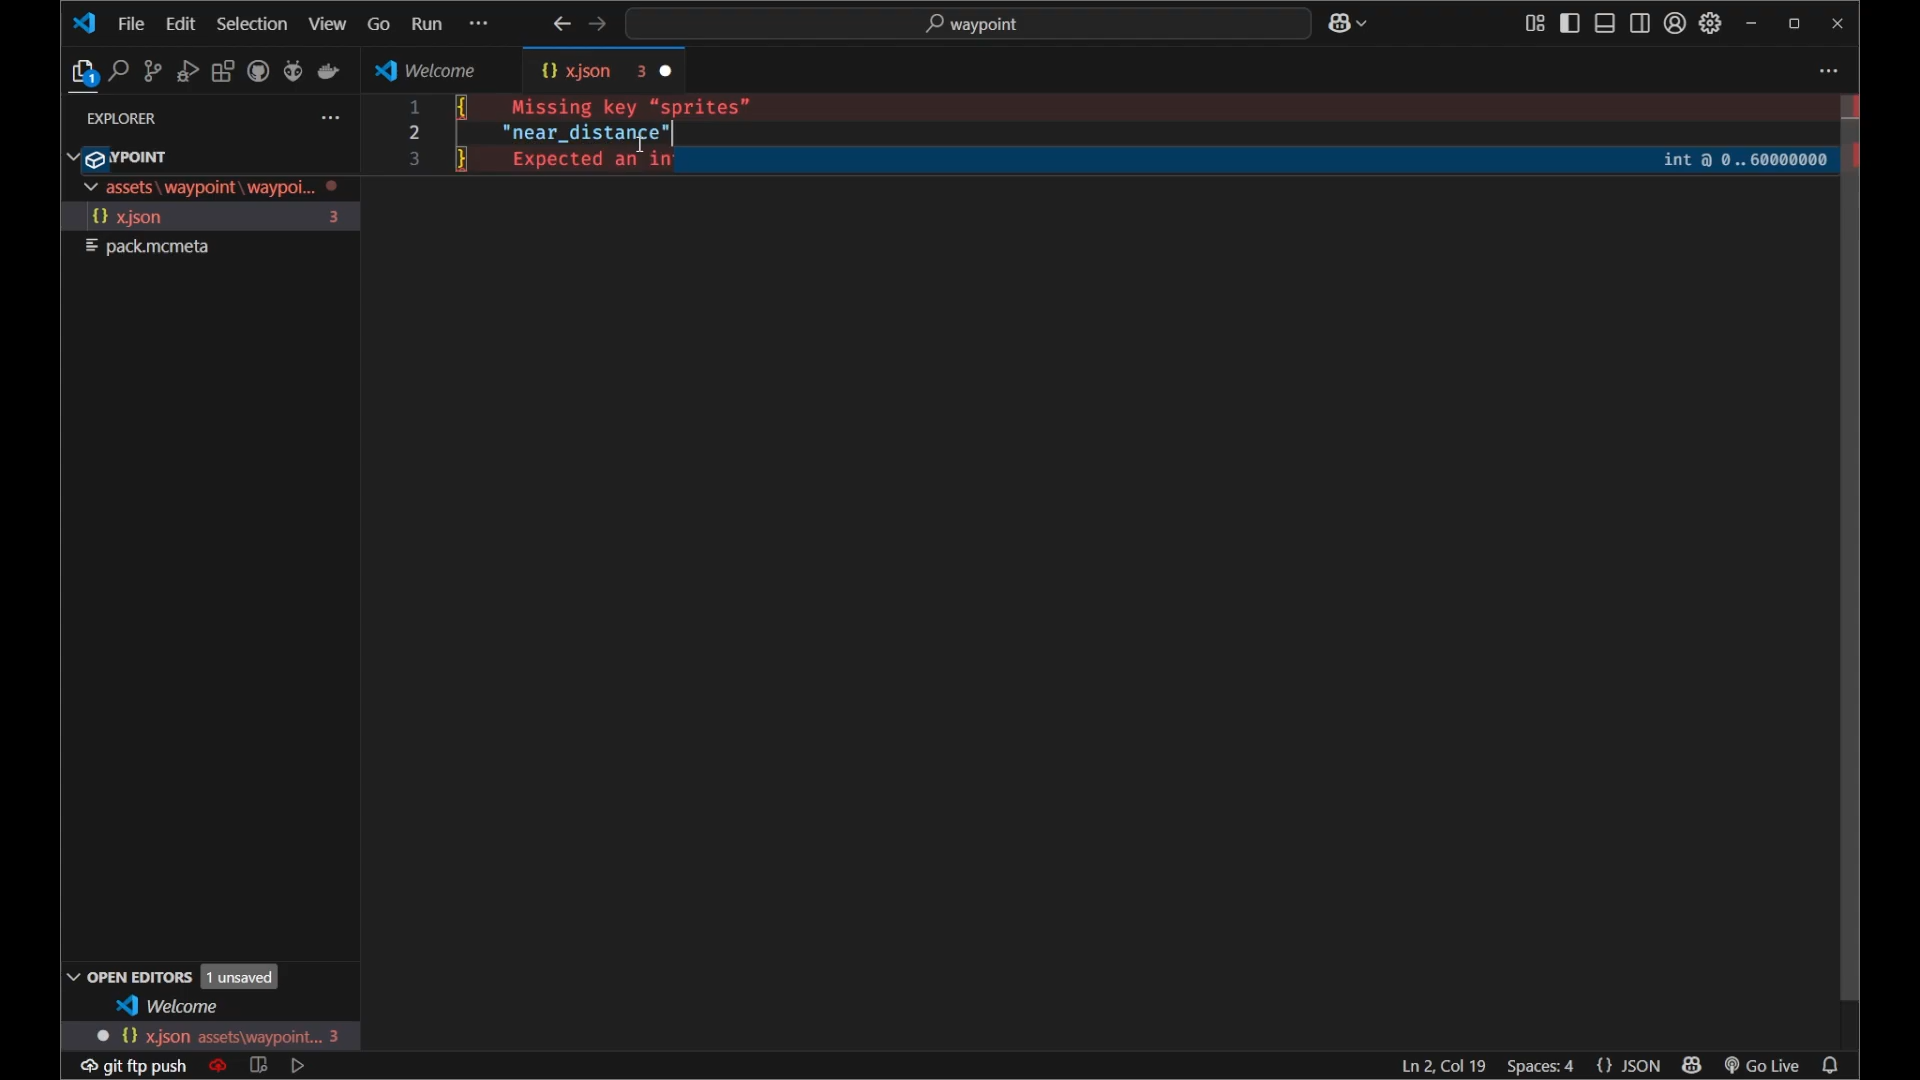 File Edit Selection View Go Run ··· waypoint
1
Welcome {} x.json 3
EXPLORER ···
YPOINT
assets\waypoint\waypoi...
{} x.json 3
pack.mcmeta
1 { Missing key “sprites”
2 "near_distance"
3 } Expected an in
int @ 0..60000000
OPEN EDITORS 1 unsaved
Welcome
{} x.json assets\waypoint... 3
git ftp push Ln 2, Col 19 Spaces: 4 {} JSON Go Live